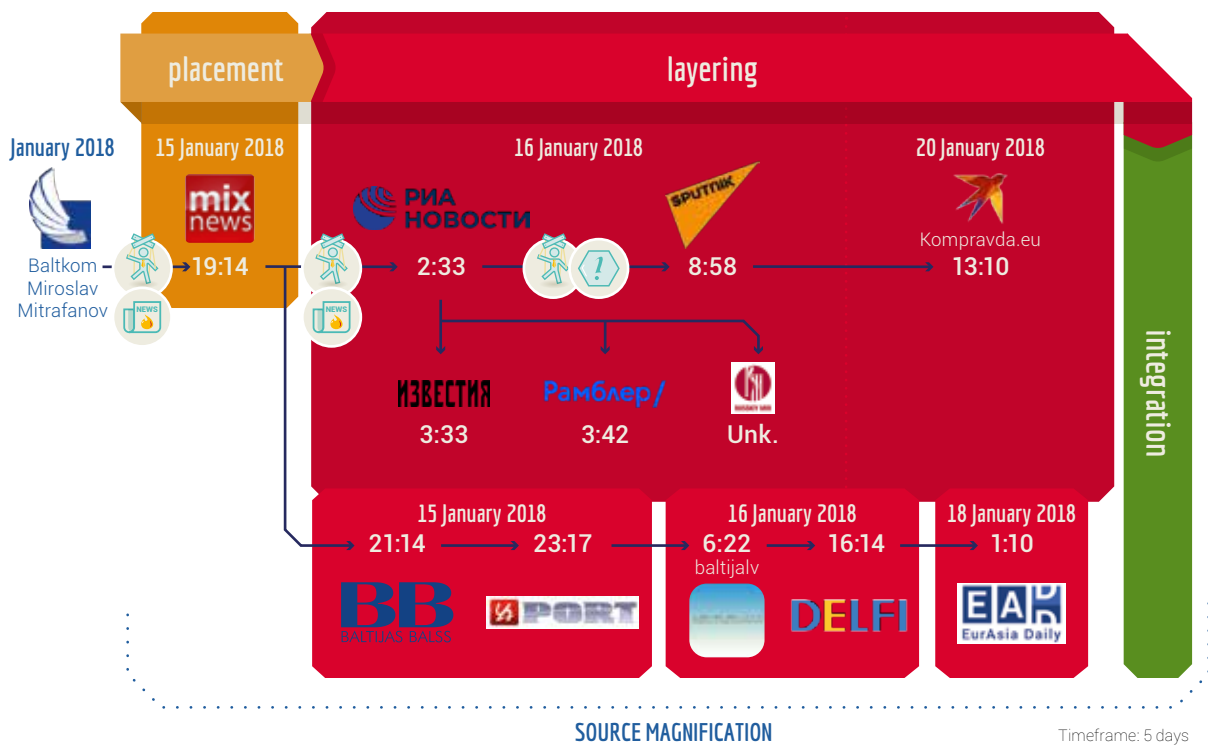 placement
layering
January 2018
15 January 2018
16 January 2018
20 January 2018
mix
news
РИА
НОВОСТИ
SPUTNIK
Kompravda.eu
Baltkom
Miroslav
Mitrafanov
19:14
2:33
8:58
13:10
NEWS
NEWS
ИЗВЕСТИЯ
Рамблер/
3:33
3:42
Unk.
integration
15 January 2018
16 January 2018
18 January 2018
21:14
23:17
6:22
16:14
1:10
baltijalv
BB
BALTIJAS BALSS
PORT
DELFI
EurAsia Daily
SOURCE MAGNIFICATION
Timeframe: 5 days